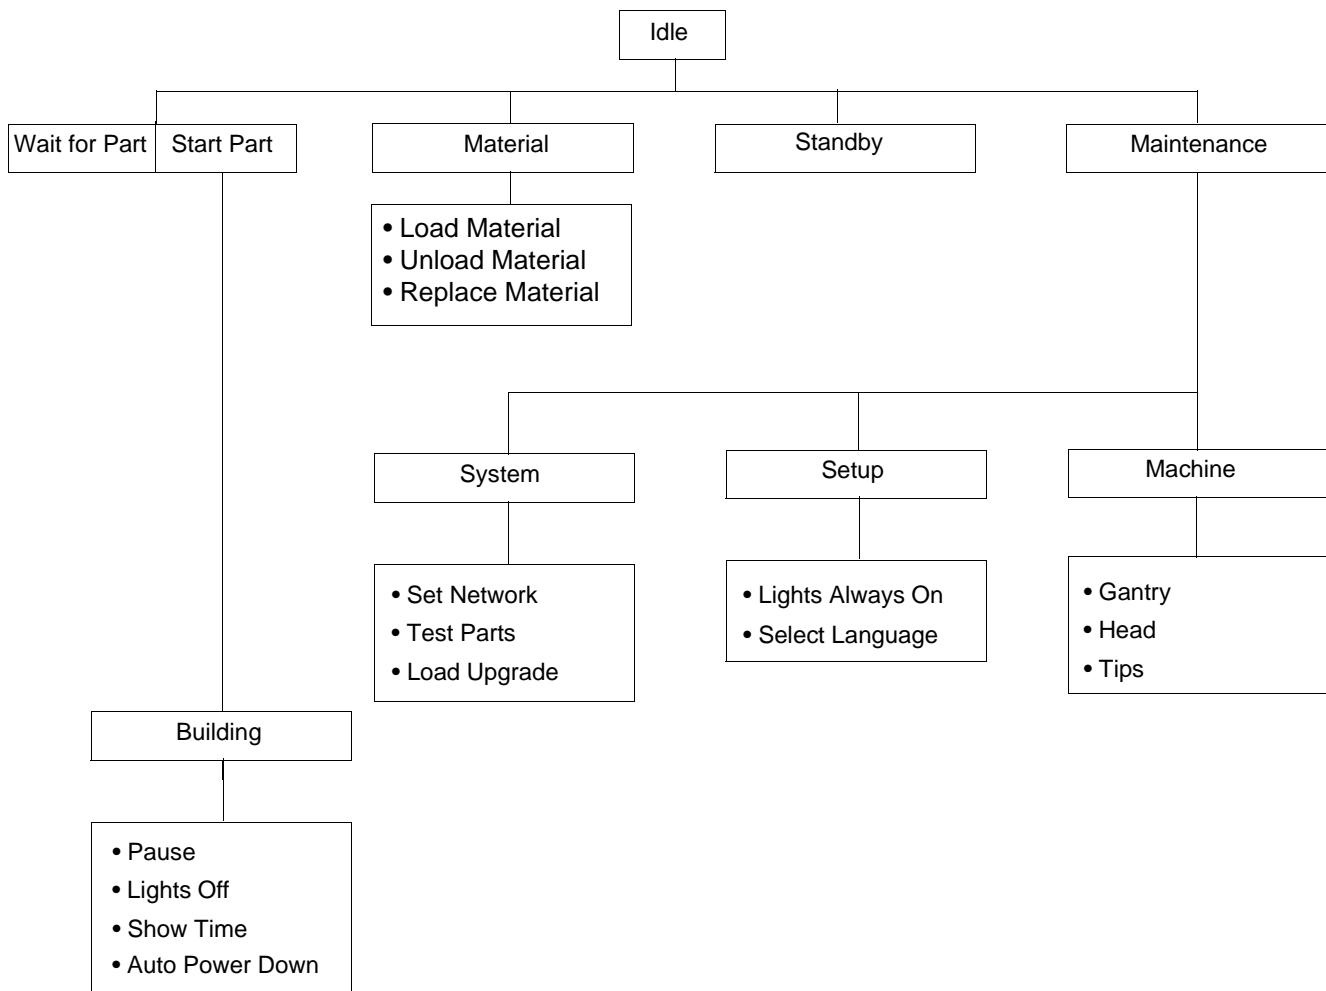 Idle
Wait for Part
Start Part
Material
Standby
Maintenance
• Load Material
• Unload Material
• Replace Material
System
Setup
Machine
• Set Network
• Test Parts
• Load Upgrade
• Lights Always On
• Select Language
• Gantry
• Head
• Tips
Building
• Pause
• Lights Off
• Show Time
• Auto Power Down